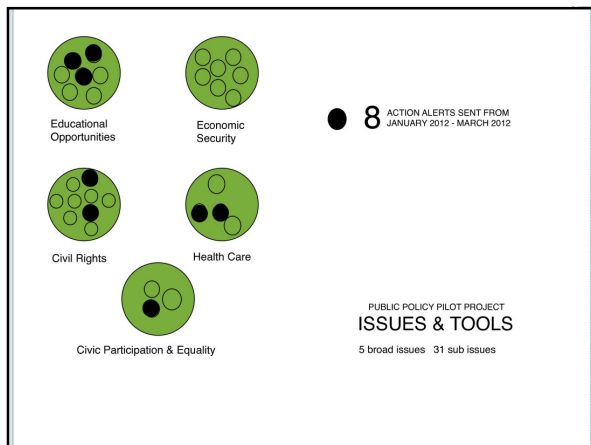 Educational
Opportunities
Economic
Security
8 ACTION ALERTS SENT FROM
JANUARY 2012 - MARCH 2012
Civil Rights
Health Care
Civic Participation & Equality
PUBLIC POLICY PILOT PROJECT
ISSUES & TOOLS
5 broad issues 31 sub issues